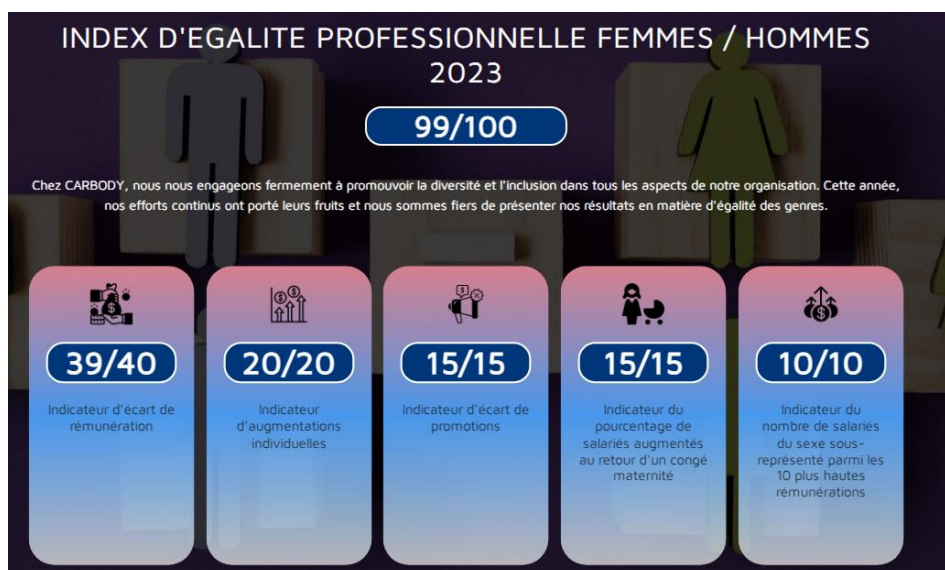 INDEX D'EGALITE PROFESSIONNELLE FEMMES / HOMMES
2023
99/100
Chez CARBODY, nous nous engageons fermement à promouvoir la diversité et l'inclusion dans tous les aspects de notre organisation. Cette année,
nos efforts continus ont porté leurs fruits et nous sommes fiers de présenter nos résultats en matière d'égalité des genres.
39/40
Indicateur d'écart de
rémunération
20/20
Indicateur
d'augmentations
individuelles
15/15
Indicateur d'écart de
promotions
15/15
Indicateur du
pourcentage de
salariés augmentés
au retour d'un congé
maternité
10/10
Indicateur du
nombre de salariés
du sexe sous-
représenté parmi les
10 plus hautes
rémunérations